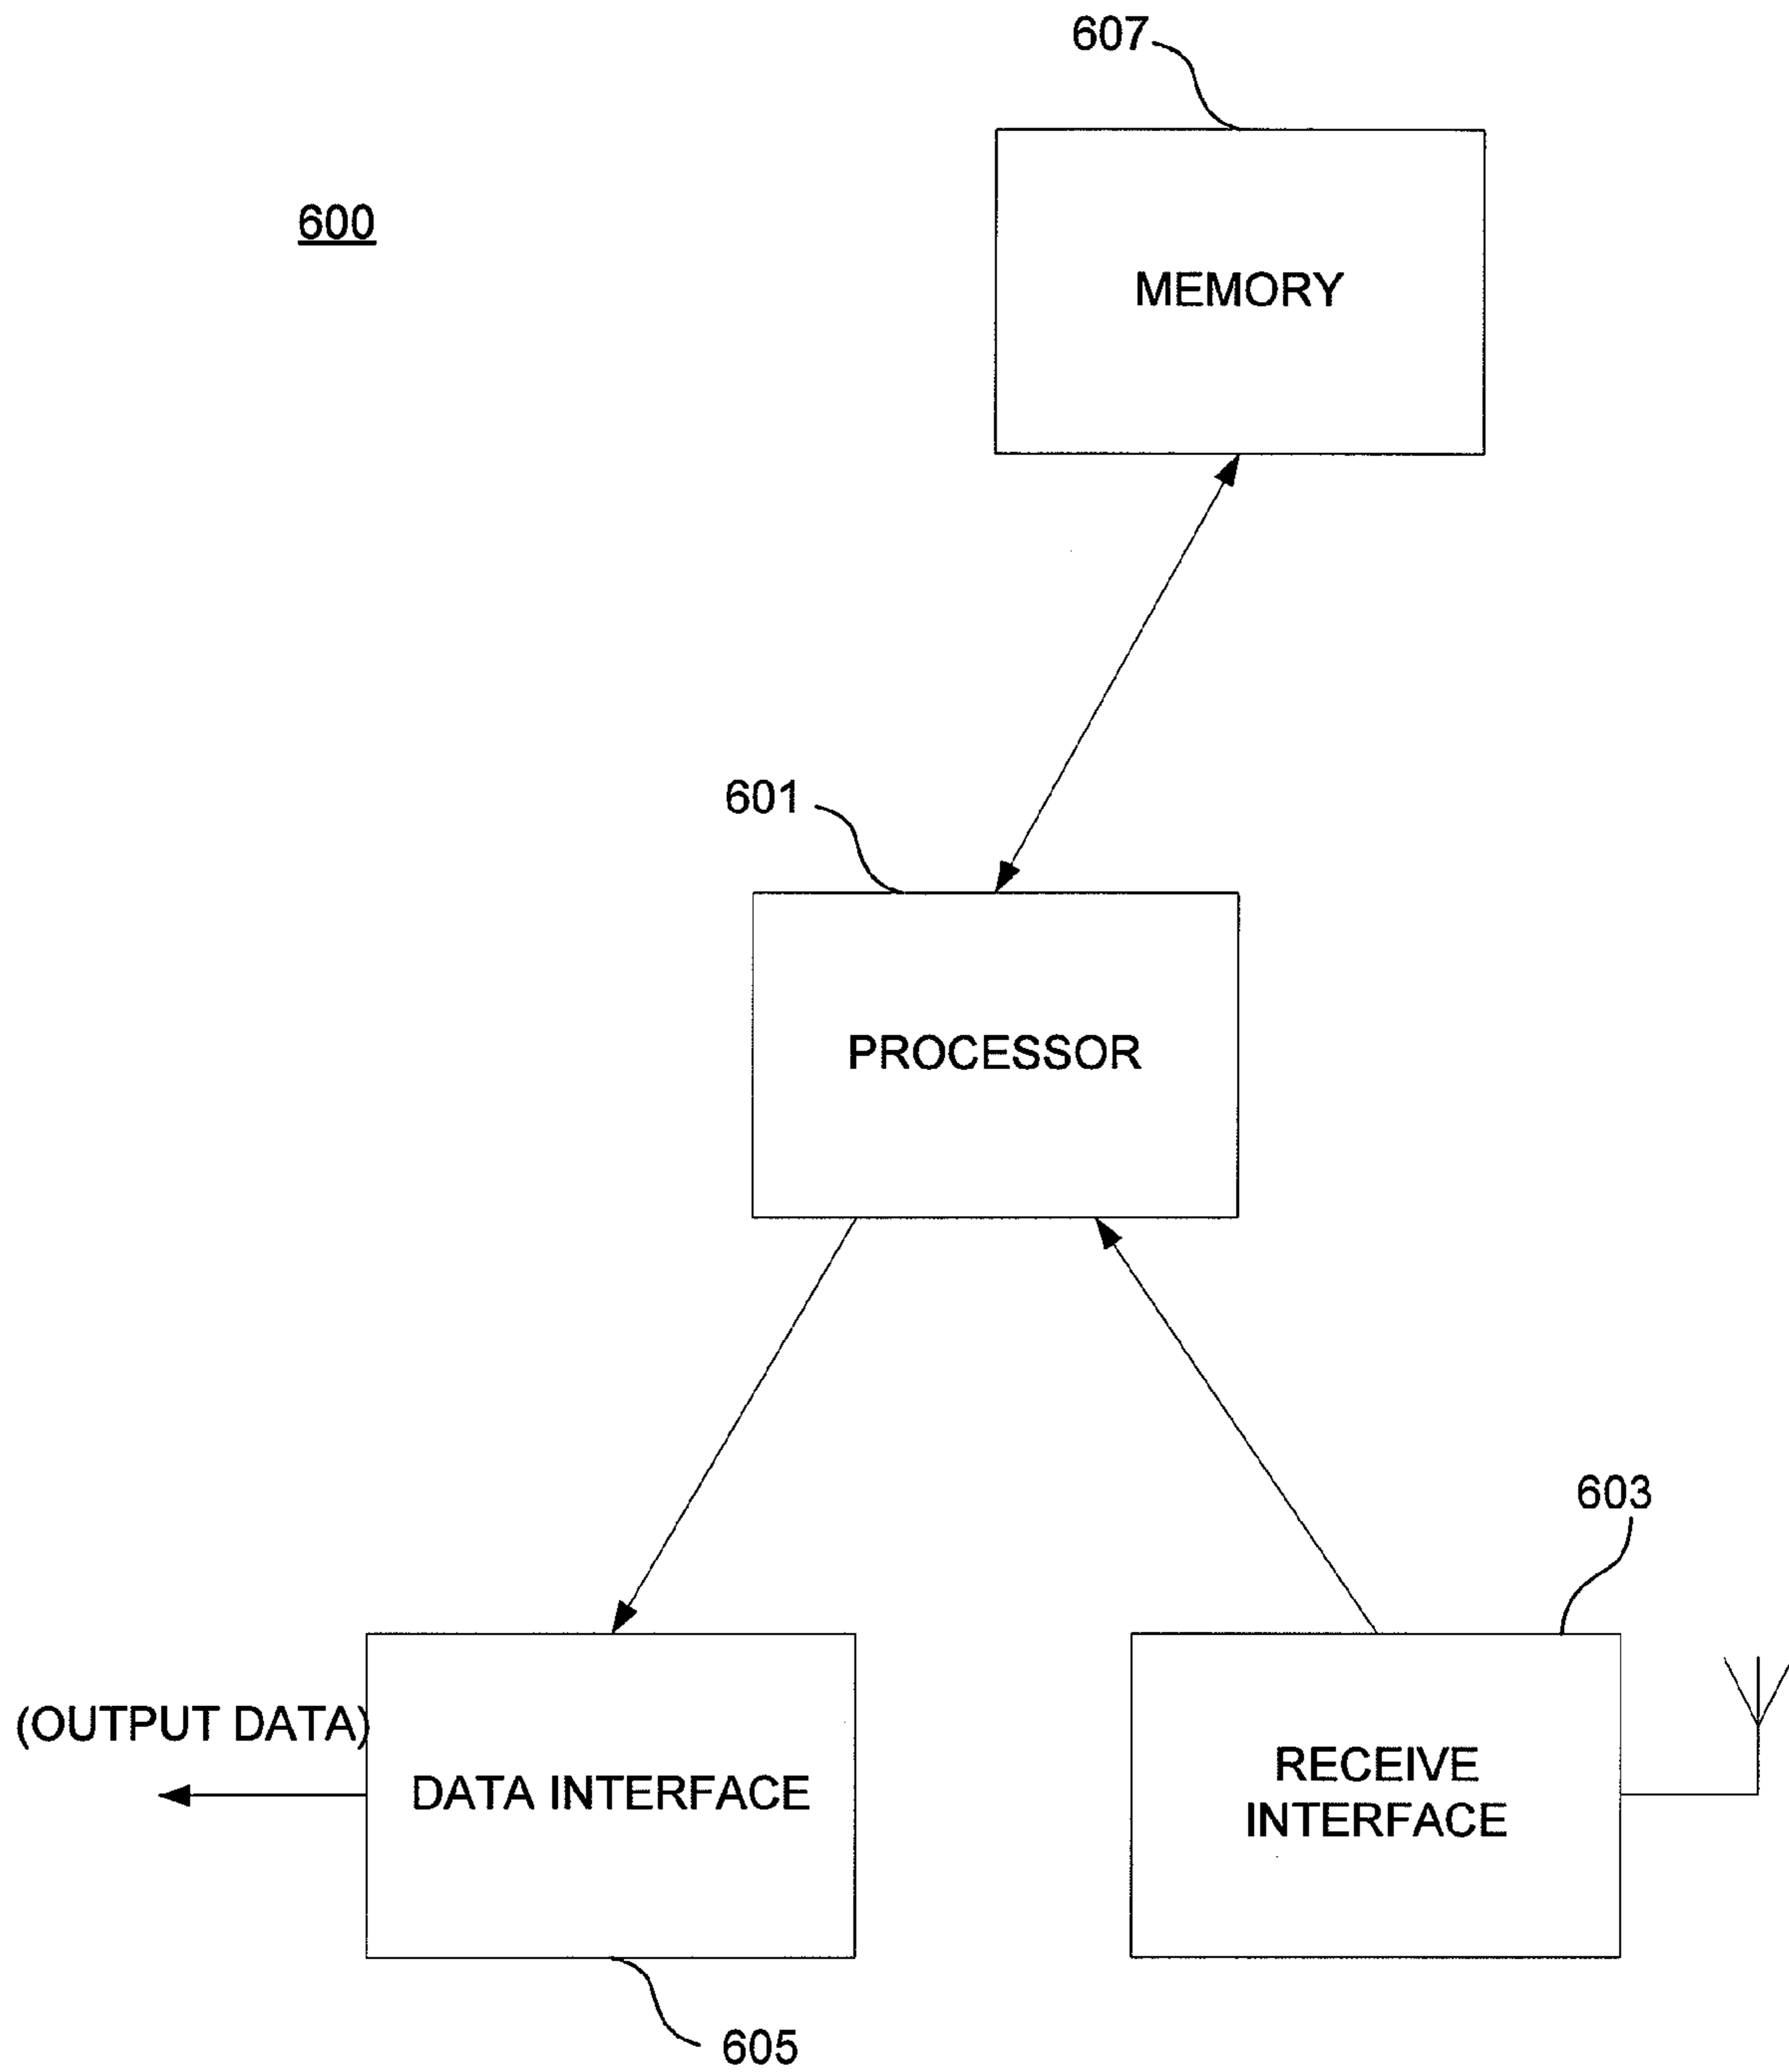 607
600
MEMORY
601
PROCESSOR
603
(OUTPUT DATA)
DATA INTERFACE
RECEIVE
INTERFACE
605